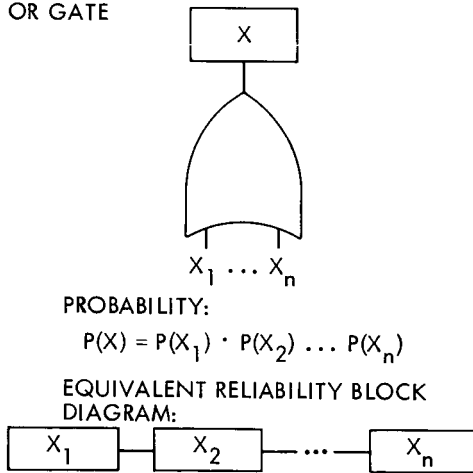 OR GATE
X
X₁ ... Xₙ
PROBABILITY:
P(X) = P(X₁) · P(X₂) ... P(Xₙ)
EQUIVALENT RELIABILITY BLOCK
DIAGRAM:
X₁ X₂ ... Xₙ